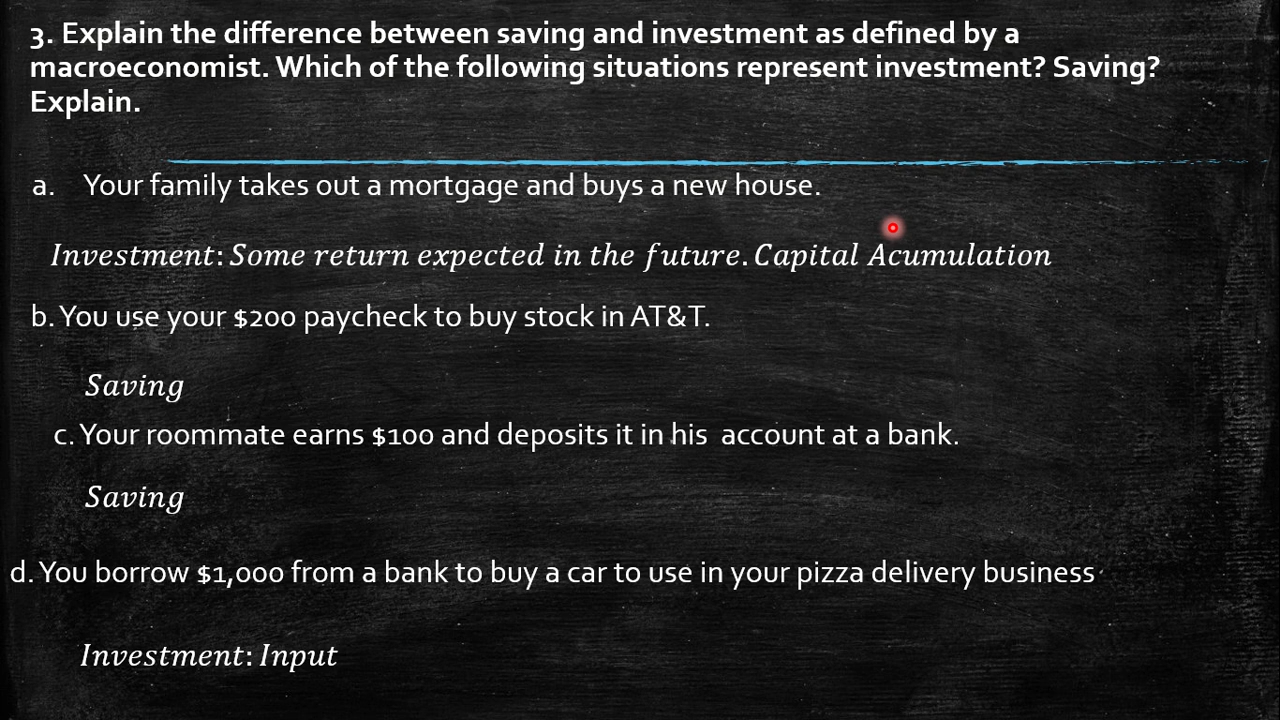 3. Explain the difference between saving and investment as defined by a
macroeconomist. Which of the following situations represent investment? Saving?
Explain.
a. Your family takes out a mortgage and buys a new house.
Investment: Some return expected in the future. Capital Acumulation
b. You use your $200 paycheck to buy stock in AT&T.
Saving
c. Your roommate earns $100 and deposits it in his account at a bank.
Saving
d. You borrow $1,000 from a bank to buy a car to use in your pizza delivery business
Investment: Input